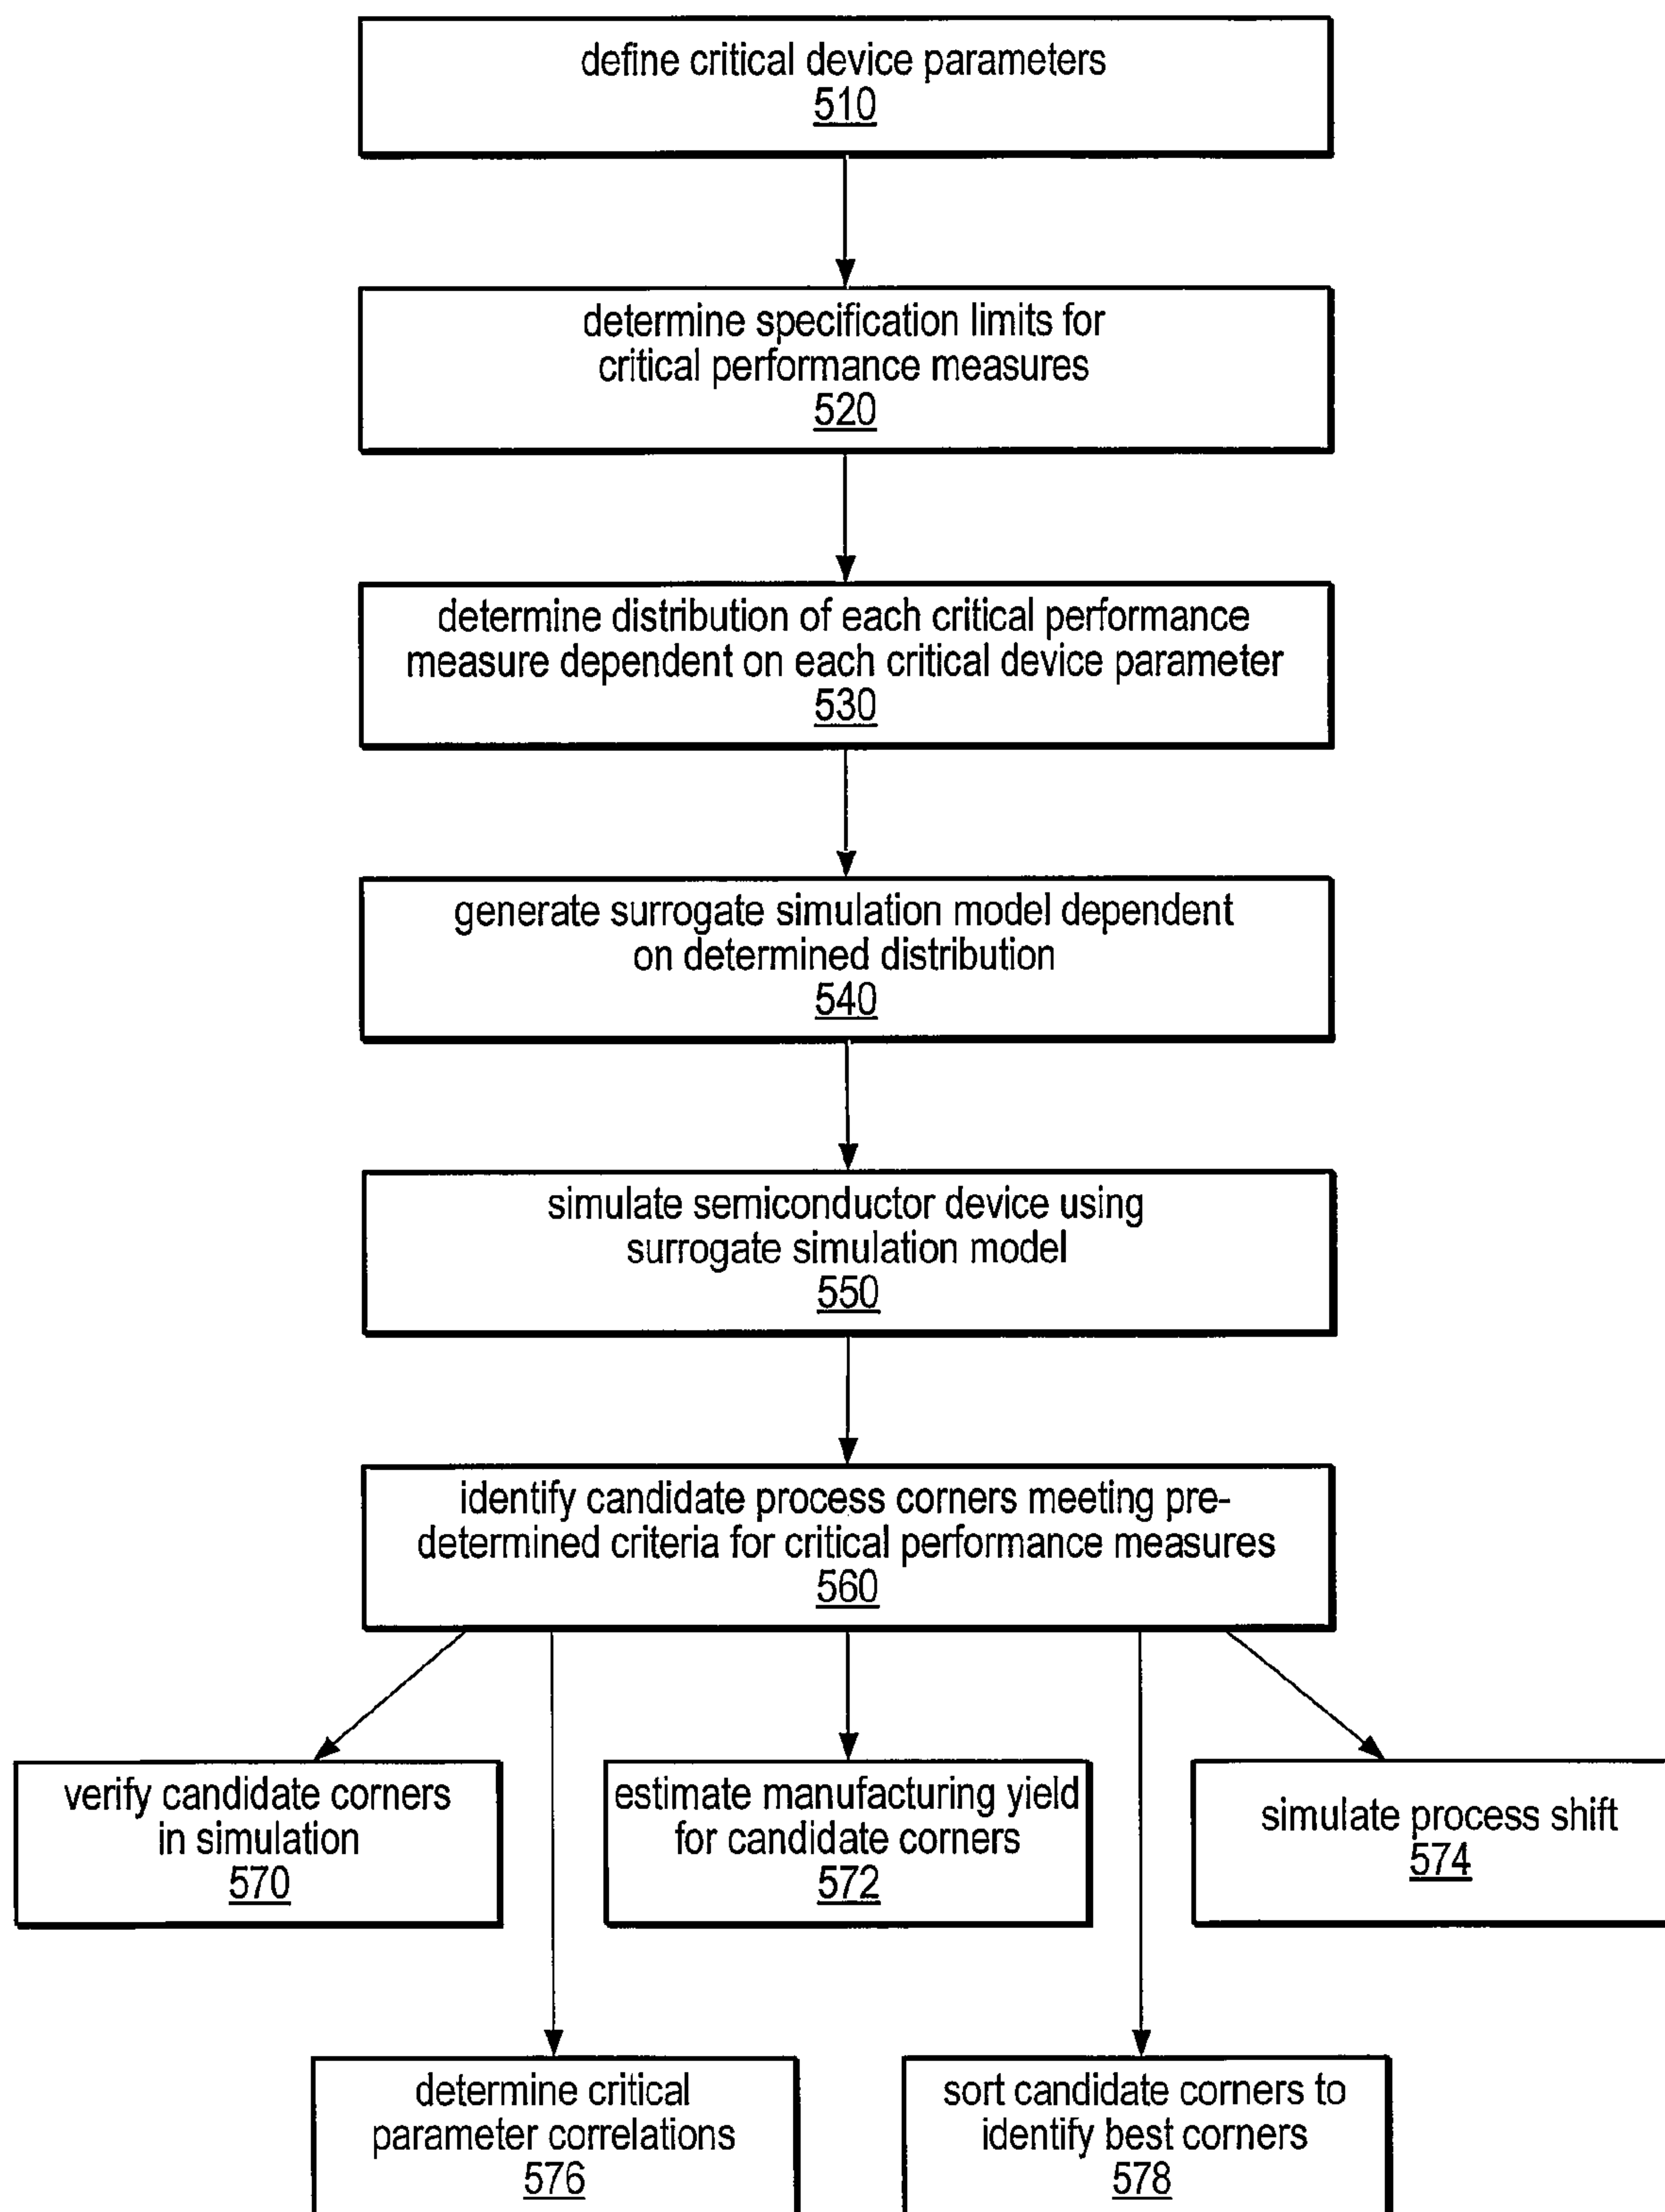 define critical device parameters
510
determine specification limits for
critical performance measures
520
determine distribution of each critical performance
measure dependent on each critical device parameter
530
generate surrogate simulation model dependent
on determined distribution
540
simulate semiconductor device using
surrogate simulation model
550
identify candidate process corners meeting pre-
determined criteria for critical performance measures
560
verify candidate corners
in simulation
570
estimate manufacturing yield
for candidate corners
572
simulate process shift
574
determine critical
parameter correlations
576
sort candidate corners to
identify best corners
578